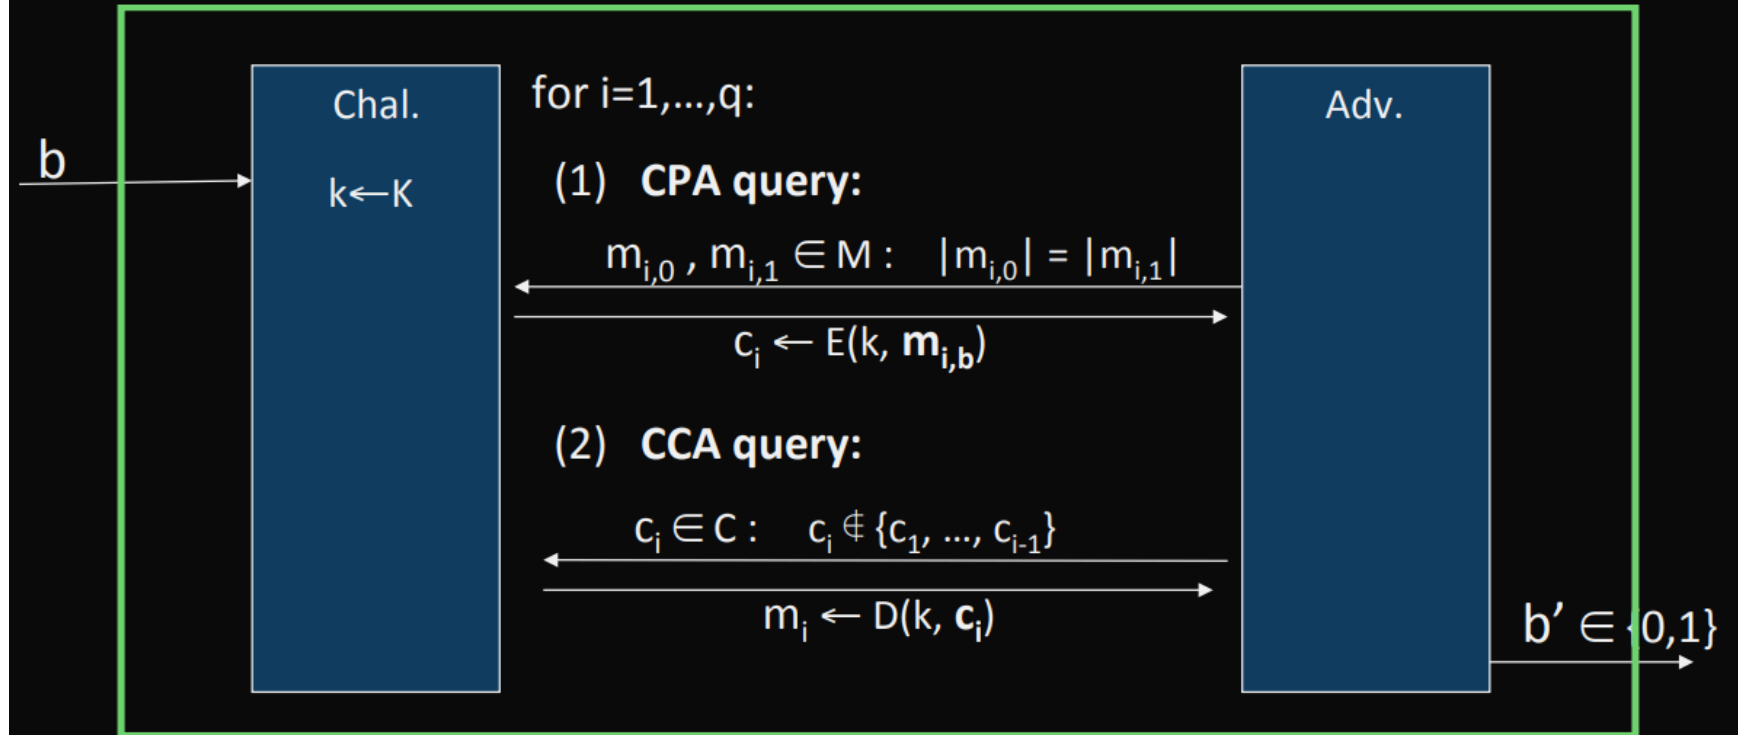 Chal.
for i=1,…,q:
Adv.
b
k←K
(1) CPA query:
m_{i,0} , m_{i,1} ∈ M : |m_{i,0}| = |m_{i,1}|
c_i ← E(k, m_{i,b})
(2) CCA query:
c_i ∈ C : c_i ∉ {c_1, …, c_{i-1}}
m_i ← D(k, c_i)
b’ ∈ {0,1}